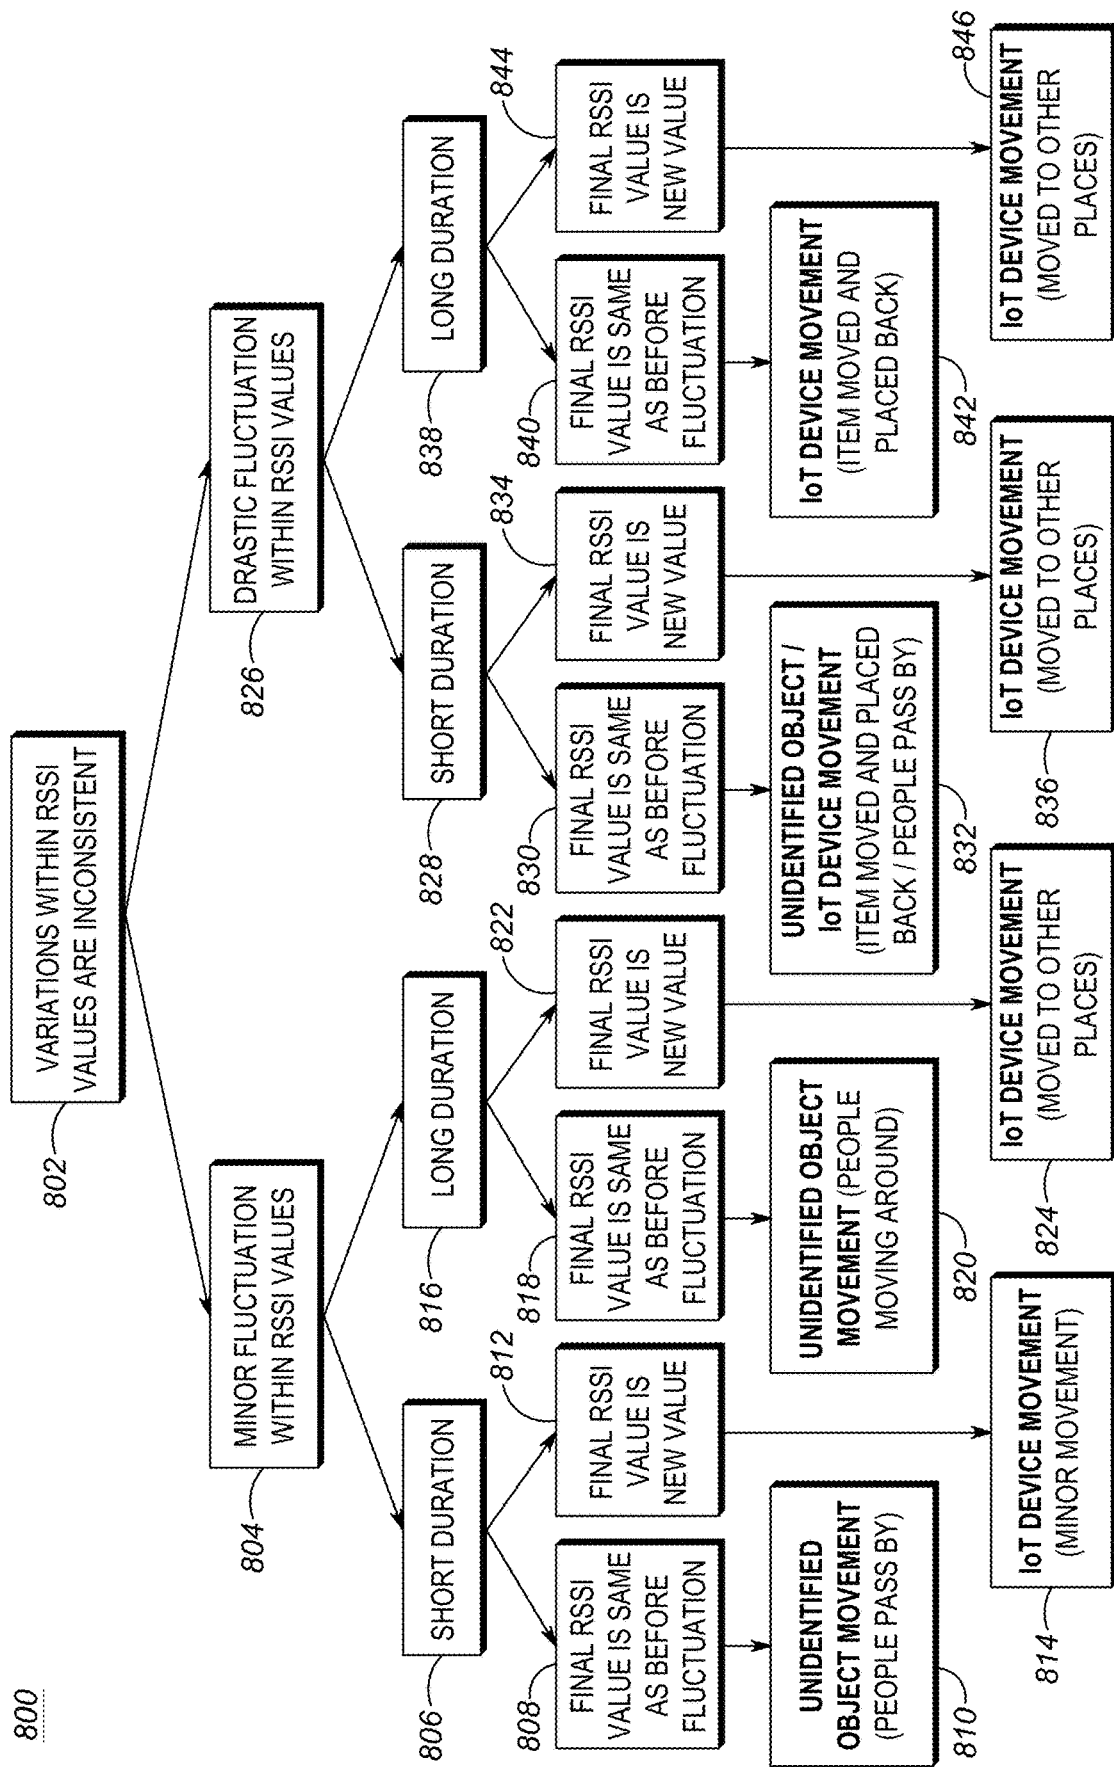 800
802
VARIATIONS WITHIN RSSI
VALUES ARE INCONSISTENT
804
MINOR FLUCTUATION
WITHIN RSSI VALUES
826
DRASTIC FLUCTUATION
WITHIN RSSI VALUES
806
SHORT DURATION
816
LONG DURATION
828
SHORT DURATION
838
LONG DURATION
808
FINAL RSSI
VALUE IS SAME
AS BEFORE
FLUCTUATION
812
FINAL RSSI
VALUE IS
NEW VALUE
818
FINAL RSSI
VALUE IS SAME
AS BEFORE
FLUCTUATION
822
FINAL RSSI
VALUE IS
NEW VALUE
830
FINAL RSSI
VALUE IS SAME
AS BEFORE
FLUCTUATION
834
FINAL RSSI
VALUE IS
NEW VALUE
840
FINAL RSSI
VALUE IS SAME
AS BEFORE
FLUCTUATION
844
FINAL RSSI
VALUE IS
NEW VALUE
UNIDENTIFIED
OBJECT MOVEMENT
(PEOPLE PASS BY)
810
UNIDENTIFIED OBJECT
MOVEMENT (PEOPLE
MOVING AROUND)
820
UNIDENTIFIED OBJECT /
IoT DEVICE MOVEMENT
(ITEM MOVED AND PLACED
BACK / PEOPLE PASS BY)
832
IoT DEVICE MOVEMENT
(ITEM MOVED AND
PLACED BACK)
842
814
IoT DEVICE MOVEMENT
(MINOR MOVEMENT)
824
IoT DEVICE MOVEMENT
(MOVED TO OTHER
PLACES)
836
IoT DEVICE MOVEMENT
(MOVED TO OTHER
PLACES)
846
IoT DEVICE MOVEMENT
(MOVED TO OTHER
PLACES)